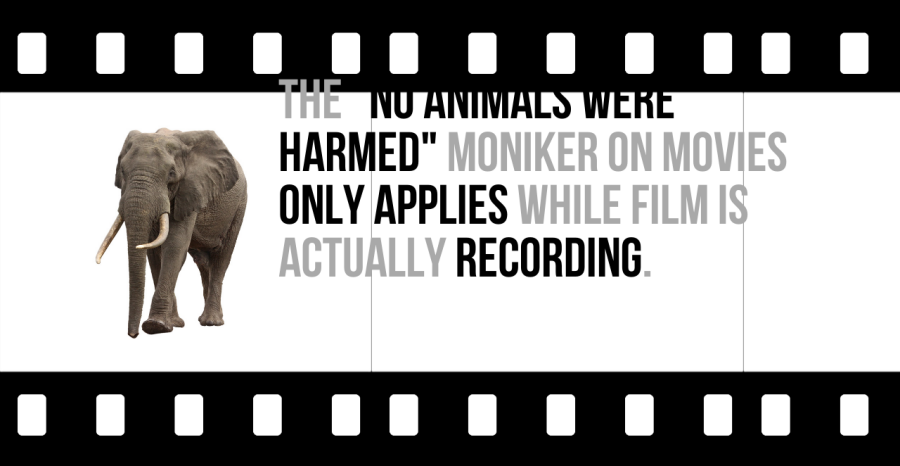 THE "NO ANIMALS WERE
HARMED" MONIKER ON MOVIES
ONLY APPLIES WHILE FILM IS
ACTUALLY RECORDING.